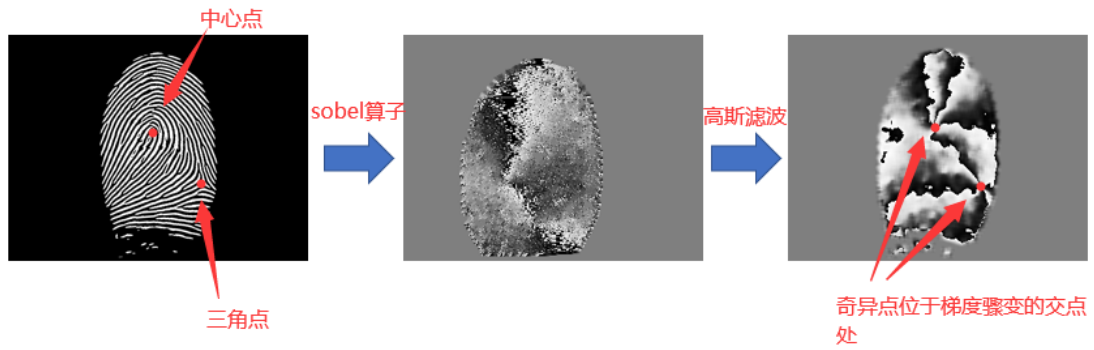 中心点
sobel算子
高斯滤波
三角点
奇异点位于梯度骤变的交点
处